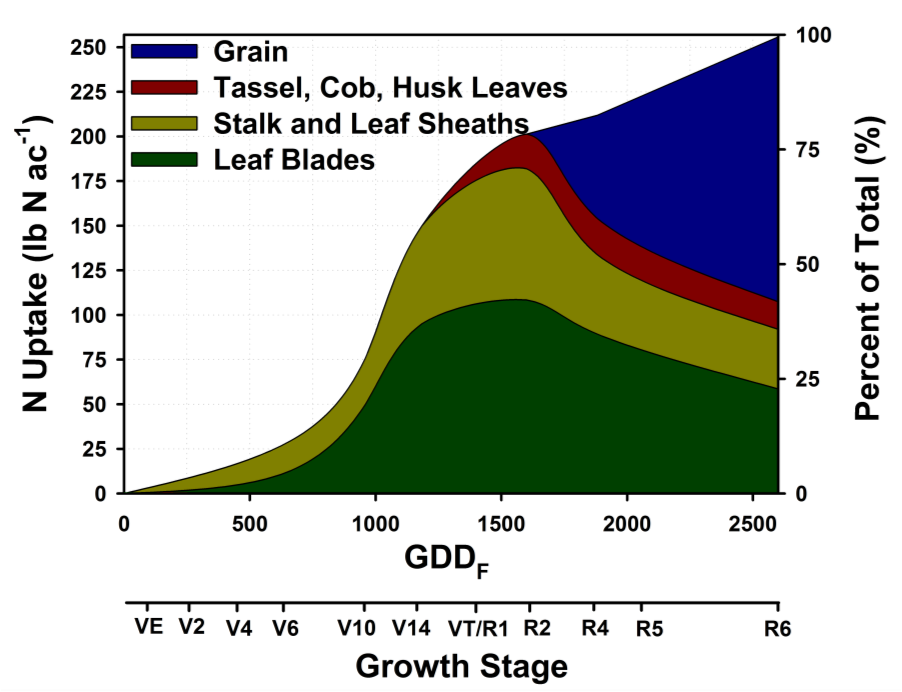 Grain
Tassel, Cob, Husk Leaves
Stalk and Leaf Sheaths
Leaf Blades
N Uptake (lb N ac⁻¹)
250
225
200
175
150
125
100
75
50
25
0
Percent of Total (%)
100
75
50
25
0
0 500 1000 1500 2000 2500
GDD_F
VE V2 V4 V6 V10 V14 VT/R1 R2 R4 R5 R6
Growth Stage